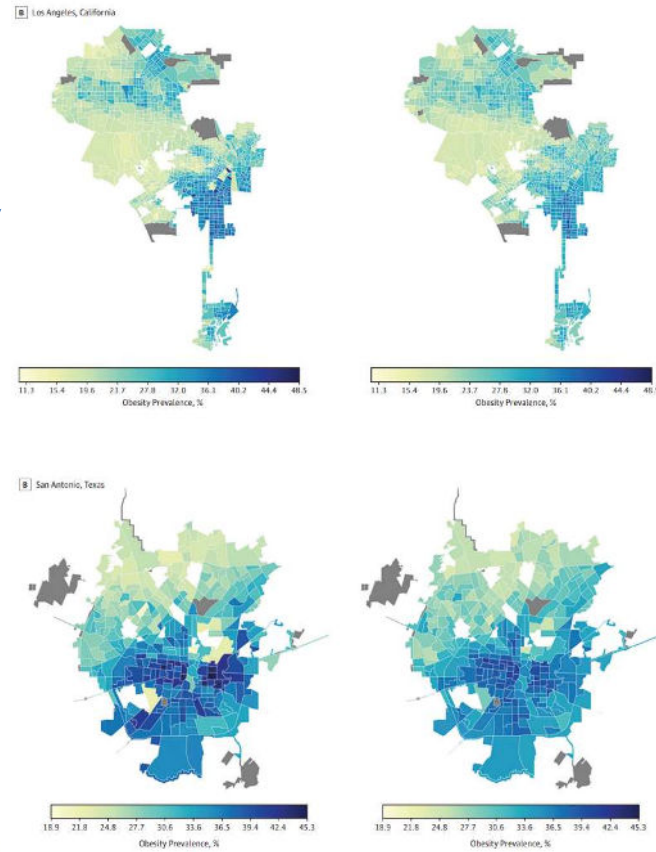 B Los Angeles, California
11.3 15.4 19.6 23.7 27.8 32.0 36.1 40.2 44.4 48.5
Obesity Prevalence, %
11.3 15.4 19.6 23.7 27.8 32.0 36.1 40.2 44.4 48.5
Obesity Prevalence, %
B San Antonio, Texas
18.9 21.8 24.8 27.7 30.6 33.6 36.5 39.4 42.4 45.3
Obesity Prevalence, %
18.9 21.8 24.8 27.7 30.6 33.6 36.5 39.4 42.4 45.3
Obesity Prevalence, %